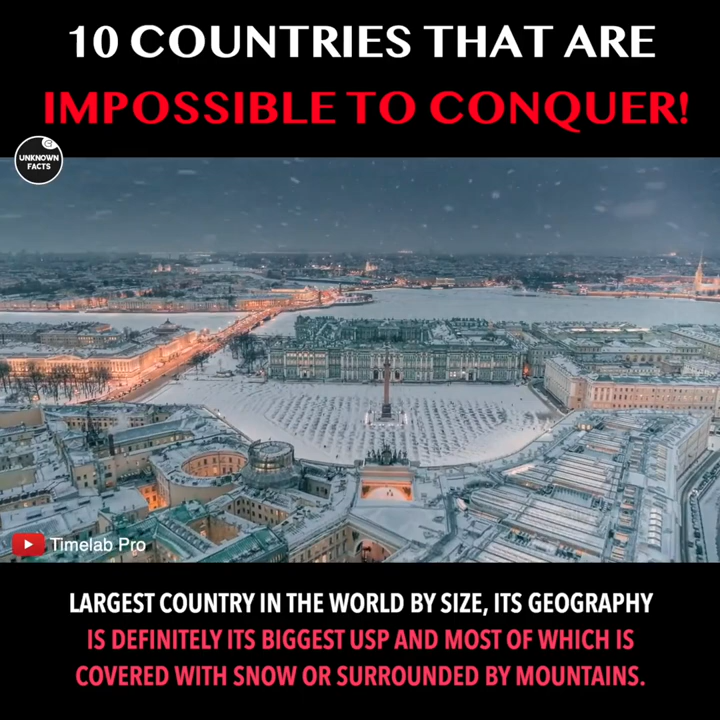 10 COUNTRIES THAT ARE
IMPOSSIBLE TO CONQUER!
UNKNOWN
FACTS
Timelab Pro
LARGEST COUNTRY IN THE WORLD BY SIZE, ITS GEOGRAPHY
IS DEFINITELY ITS BIGGEST USP AND MOST OF WHICH IS
COVERED WITH SNOW OR SURROUNDED BY MOUNTAINS.